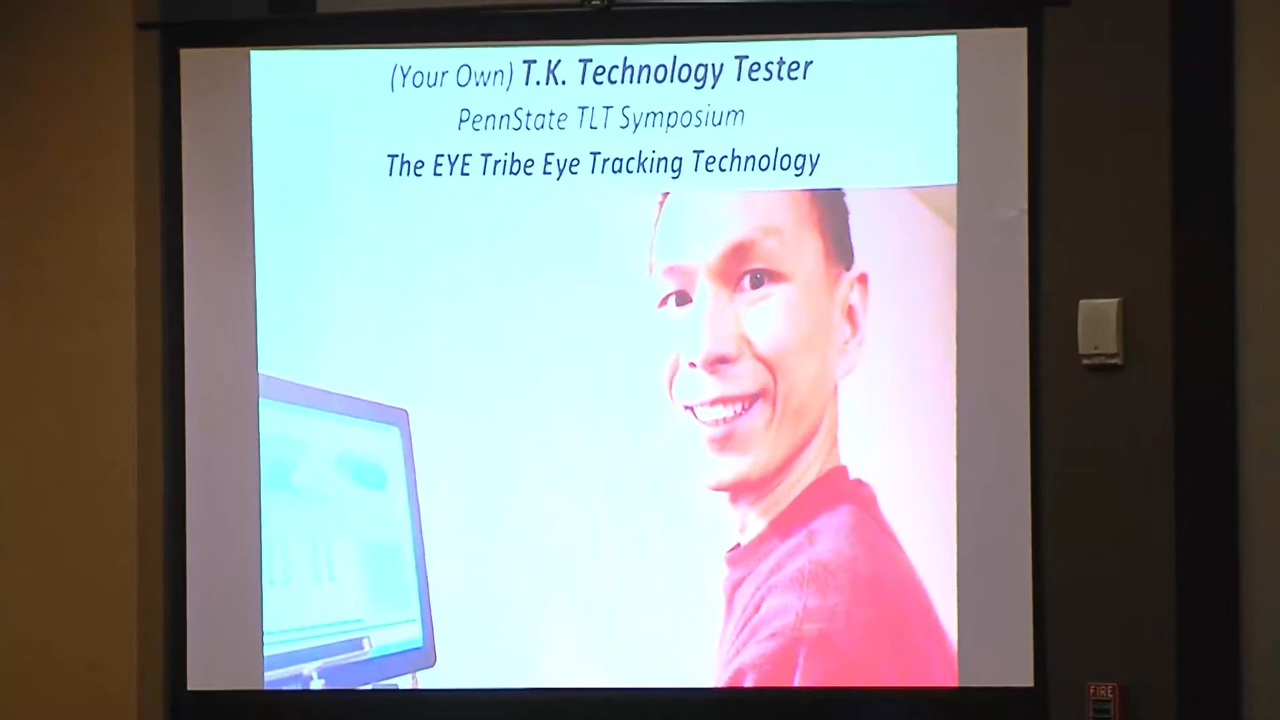 (Your Own) T.K. Technology Tester
PennState TLT Symposium
The EYE Tribe Eye Tracking Technology
FIRE